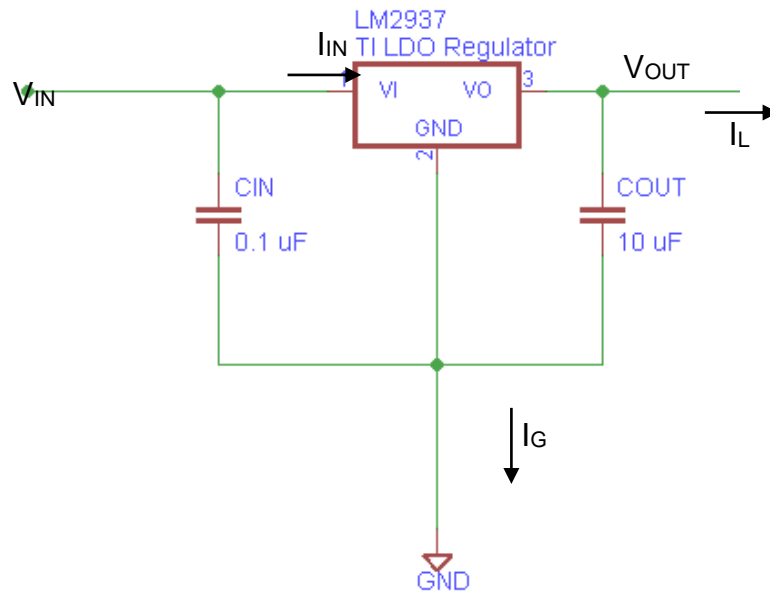 LM2937
TI LDO Regulator
IIN
VIN
1
VI
VO
3
VOUT
GND
2
IL
CIN
0.1 uF
COUT
10 uF
IG
GND